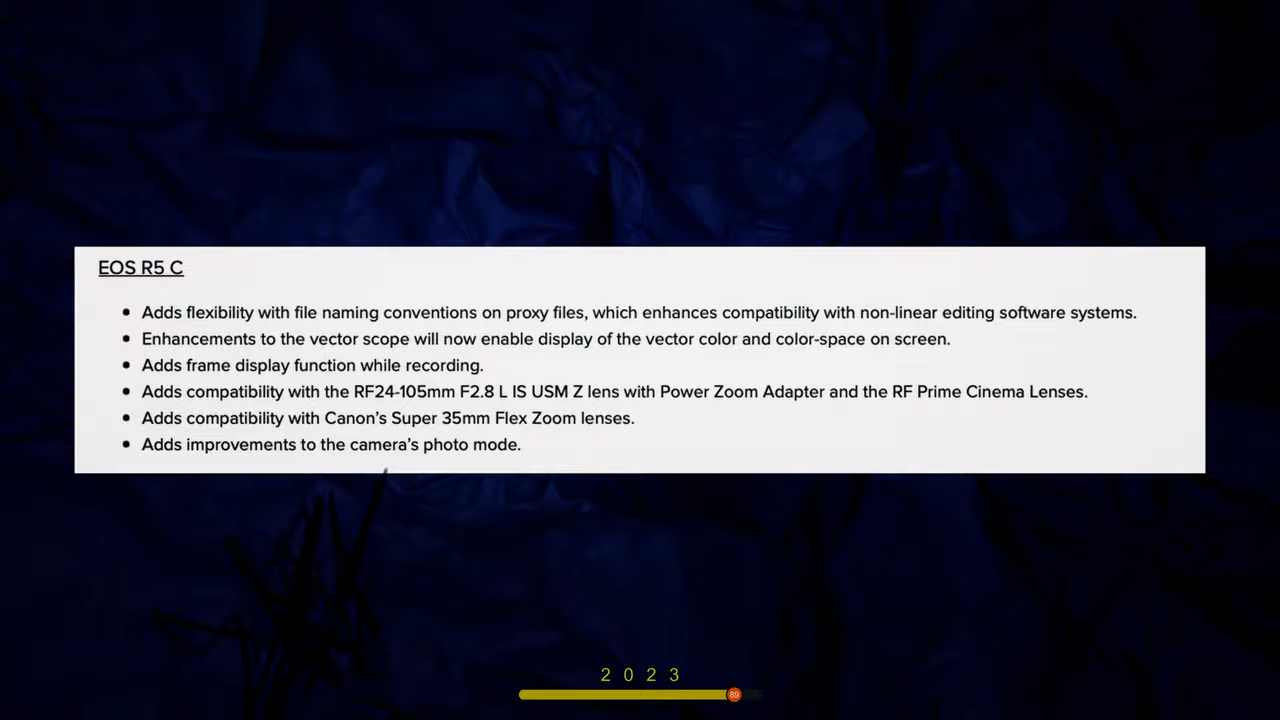 EOS R5 C
• Adds flexibility with file naming conventions on proxy files, which enhances compatibility with non-linear editing software systems.
• Enhancements to the vector scope will now enable display of the vector color and color-space on screen.
• Adds frame display function while recording.
• Adds compatibility with the RF24-105mm F2.8 L IS USM Z lens with Power Zoom Adapter and the RF Prime Cinema Lenses.
• Adds compatibility with Canon’s Super 35mm Flex Zoom lenses.
• Adds improvements to the camera’s photo mode.
2 0 2 3
89